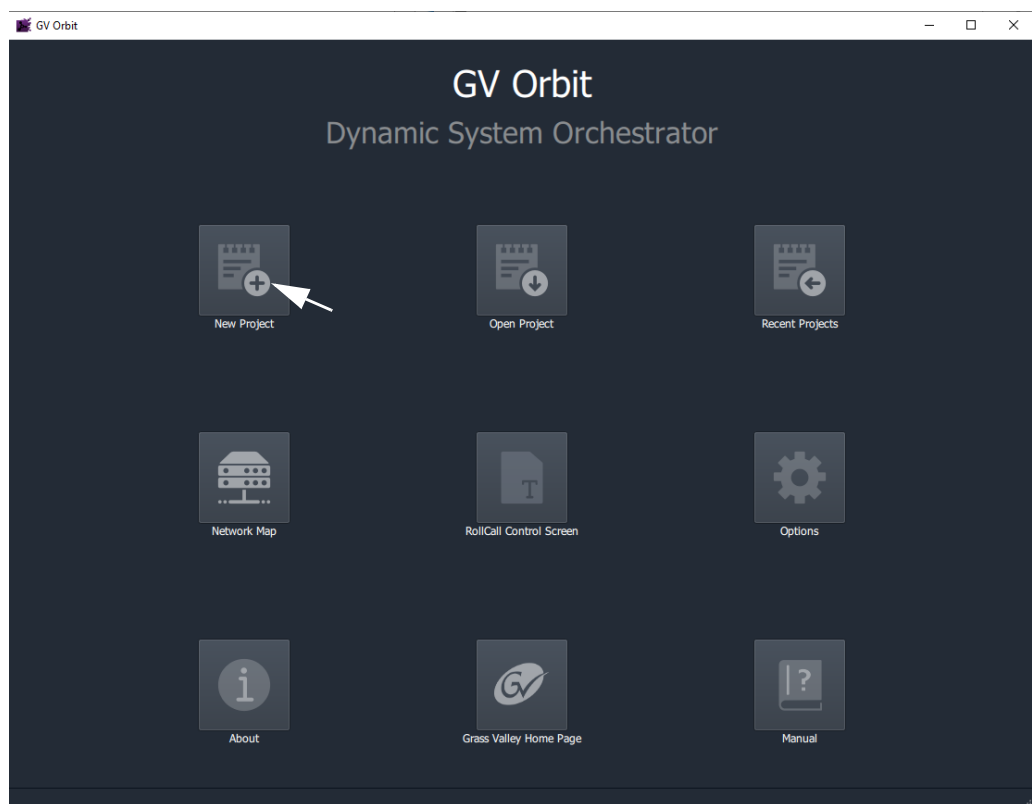 GV Orbit
GV Orbit
Dynamic System Orchestrator
New Project
Open Project
Recent Projects
T
Network Map
RollCall Control Screen
Options
i
GV
?
About
Grass Valley Home Page
Manual